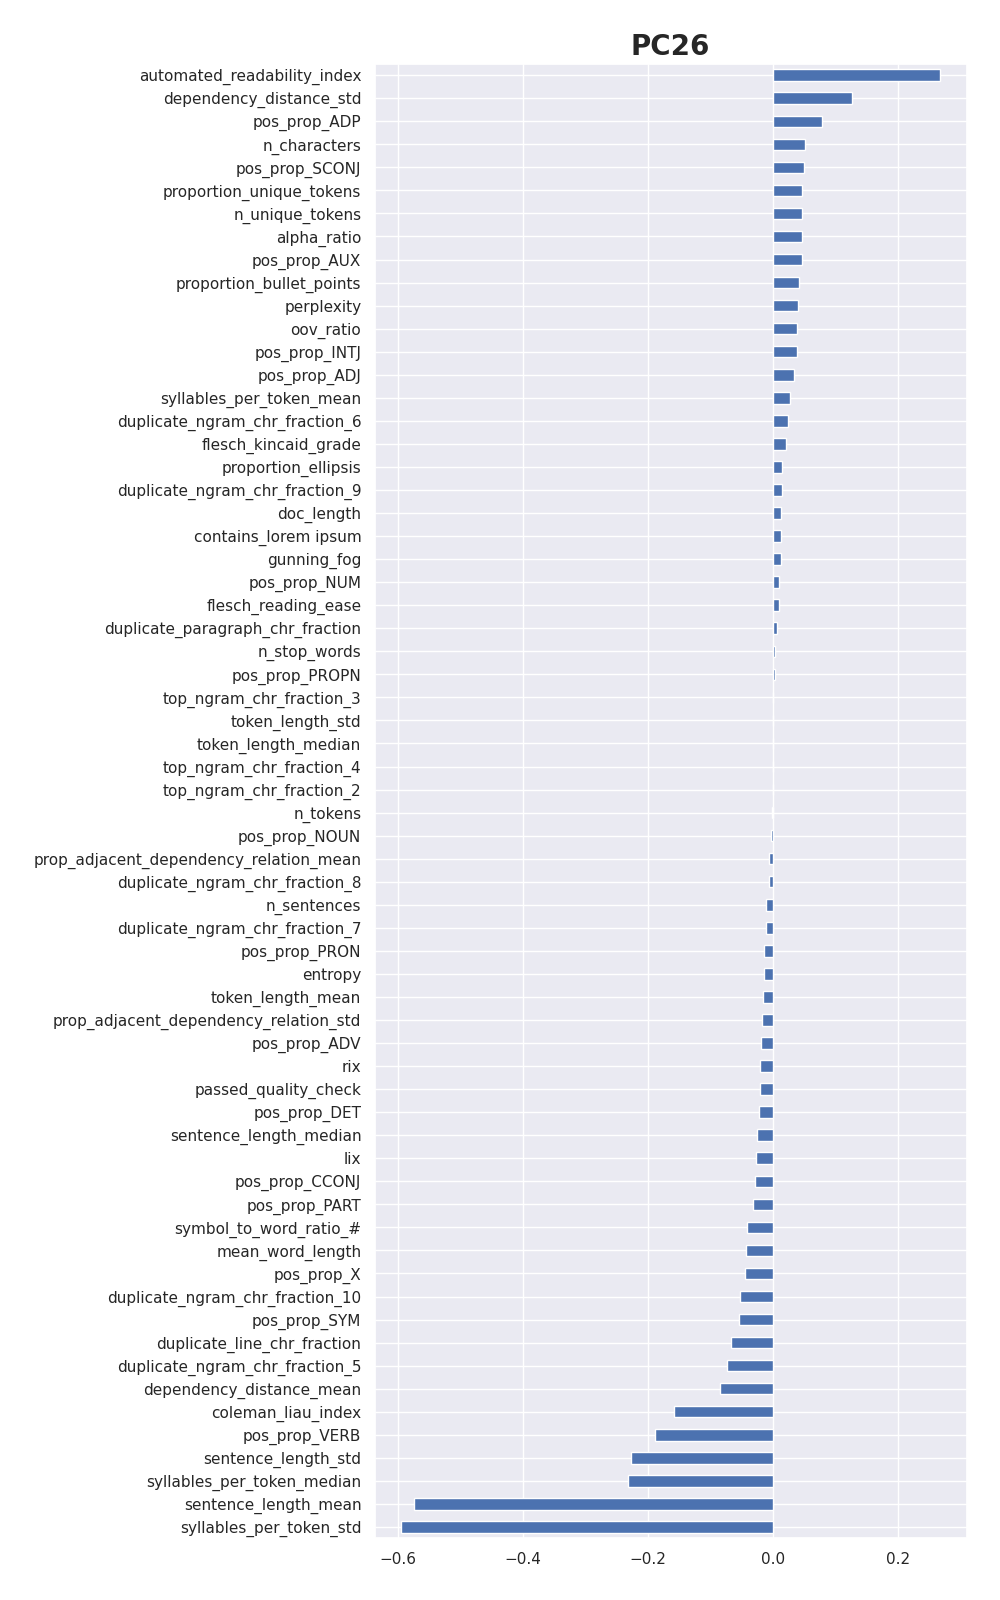 PC26
automated_readability_index
dependency_distance_std
pos_prop_ADP
n_characters
pos_prop_SCONJ
proportion_unique_tokens
n_unique_tokens
alpha_ratio
pos_prop_AUX
proportion_bullet_points
perplexity
oov_ratio
pos_prop_INTJ
pos_prop_ADJ
syllables_per_token_mean
duplicate_ngram_chr_fraction_6
flesch_kincaid_grade
proportion_ellipsis
duplicate_ngram_chr_fraction_9
doc_length
contains_lorem ipsum
gunning_fog
pos_prop_NUM
flesch_reading_ease
duplicate_paragraph_chr_fraction
n_stop_words
pos_prop_PROPN
top_ngram_chr_fraction_3
token_length_std
token_length_median
top_ngram_chr_fraction_4
top_ngram_chr_fraction_2
n_tokens
pos_prop_NOUN
prop_adjacent_dependency_relation_mean
duplicate_ngram_chr_fraction_8
n_sentences
duplicate_ngram_chr_fraction_7
pos_prop_PRON
entropy
token_length_mean
prop_adjacent_dependency_relation_std
pos_prop_ADV
rix
passed_quality_check
pos_prop_DET
sentence_length_median
lix
pos_prop_CCONJ
pos_prop_PART
symbol_to_word_ratio_#
mean_word_length
pos_prop_X
duplicate_ngram_chr_fraction_10
pos_prop_SYM
duplicate_line_chr_fraction
duplicate_ngram_chr_fraction_5
dependency_distance_mean
coleman_liau_index
pos_prop_VERB
sentence_length_std
syllables_per_token_median
sentence_length_mean
syllables_per_token_std
−0.6 −0.4 −0.2 0.0 0.2